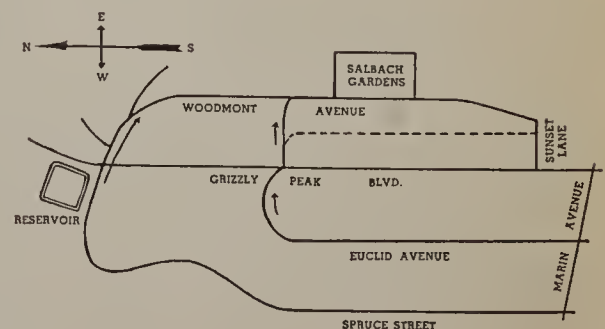 E
N S
W
SALBACH
GARDENS
WOODMONT AVENUE
SUNSET
LANE
GRIZZLY PEAK BLVD.
RESERVOIR
AVENUE
MARIN
EUCLID AVENUE
SPRUCE STREET